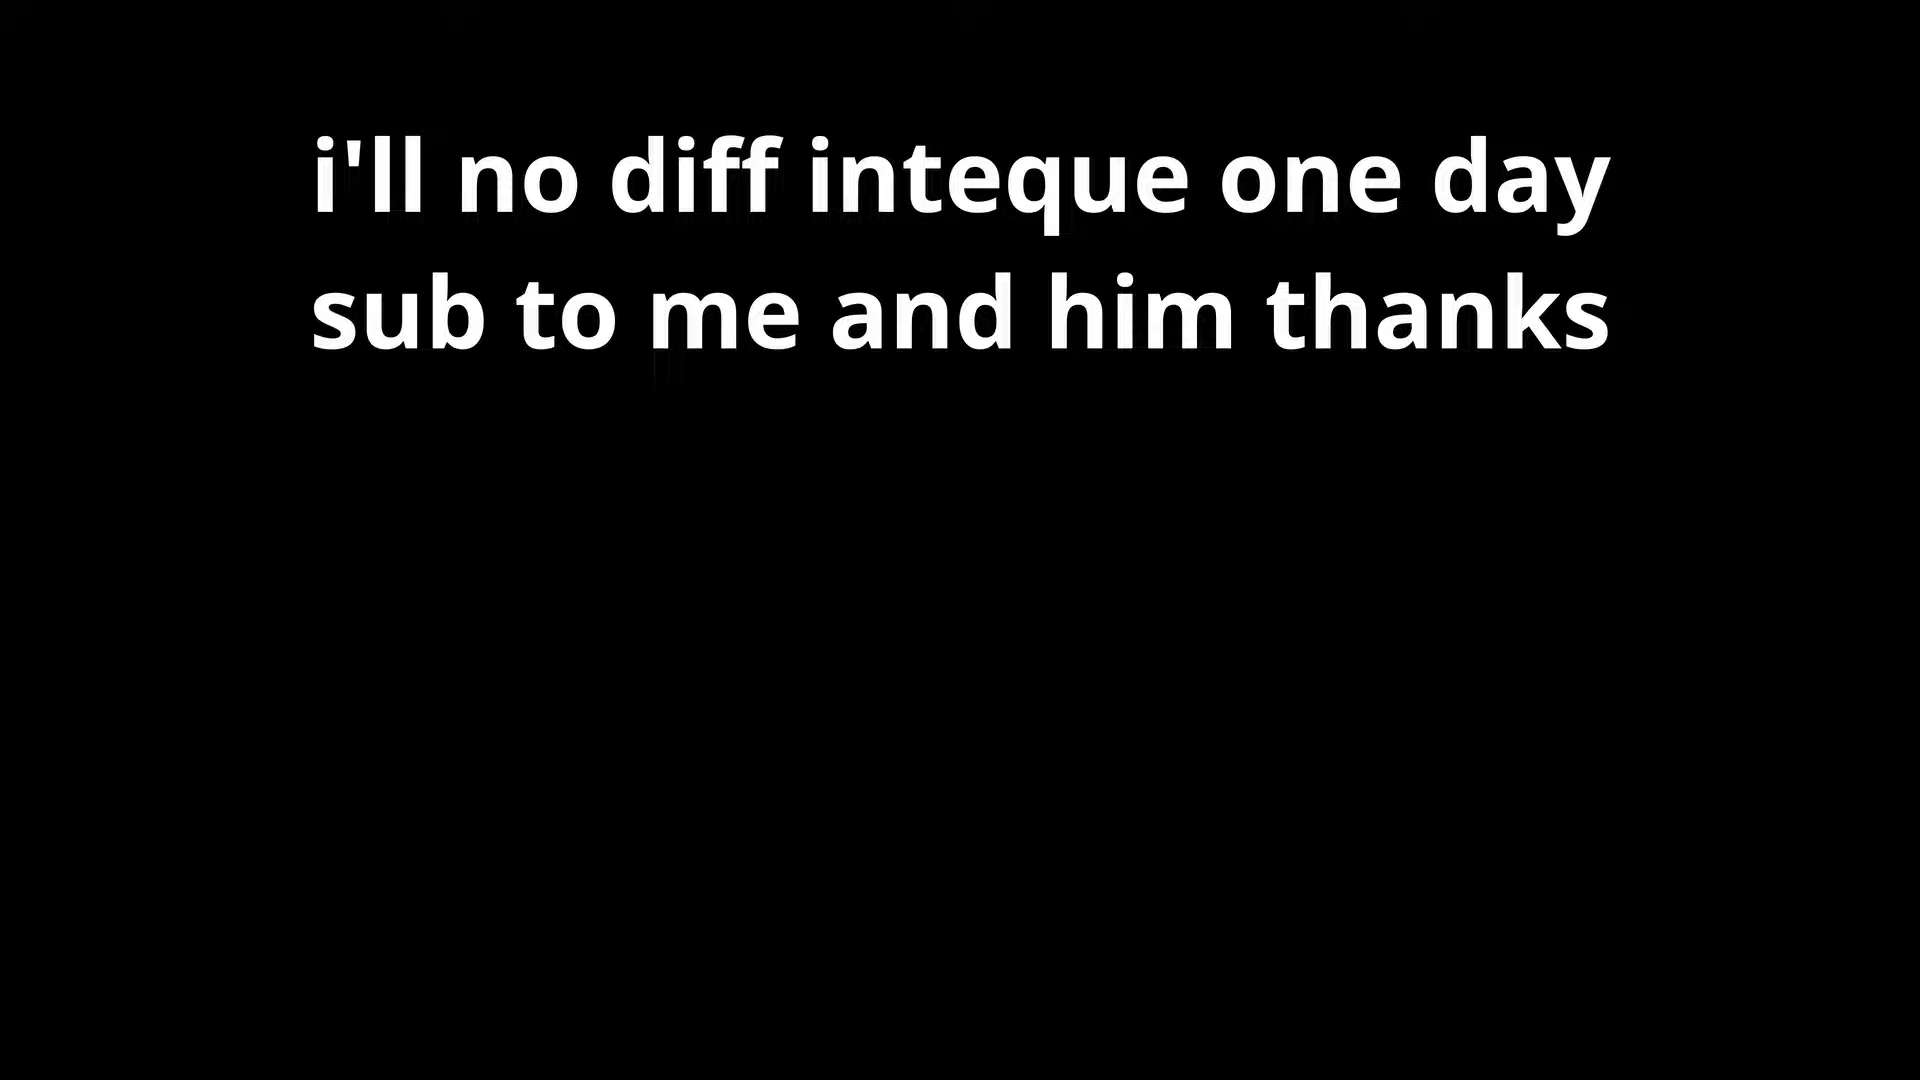 i'll no diff inteque one day
sub to me and him thanks